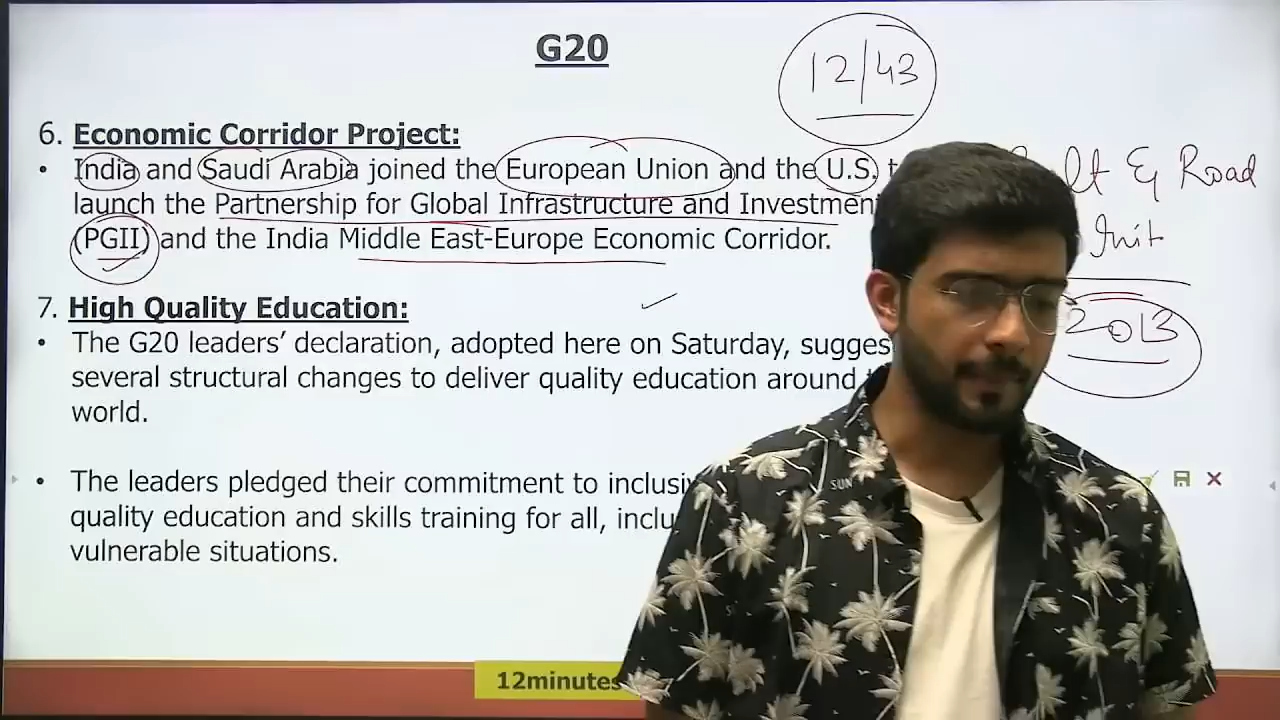 G20
12/43
6. Economic Corridor Project:
• India and Saudi Arabia joined the European Union and the U.S.
launch the Partnership for Global Infrastructure and Investment
(PGII) and the India Middle East-Europe Economic Corridor.
& Road
Init
2013
7. High Quality Education:
• The G20 leaders’ declaration, adopted here on Saturday,
several structural changes to deliver quality education around
world.
• The leaders pledged their commitment to
quality education and skills training for all,
vulnerable situations.
SUN
12minutes